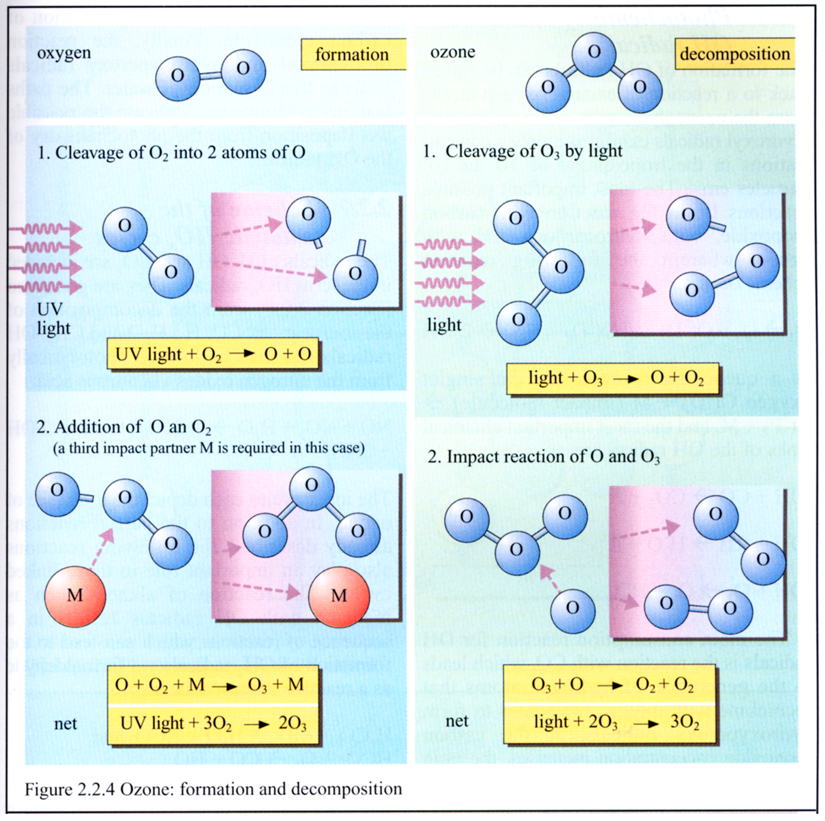 oxygen
O O
formation
1. Cleavage of O₂ into 2 atoms of O
O O
O O
UV
light
UV light + O₂ → O + O
2. Addition of O an O₂
(a third impact partner M is required in this case)
O O O
O O O
M
M
O + O₂ + M → O₃ + M
net
UV light + 3O₂ → 2O₃
ozone
O O O
decomposition
1. Cleavage of O₃ by light
O O O
O
O O
light
light + O₃ → O + O₂
2. Impact reaction of O and O₃
O O O
O
O O
O O
O₃ + O → O₂ + O₂
net
light + 2O₃ → 3O₂
Figure 2.2.4 Ozone: formation and decomposition